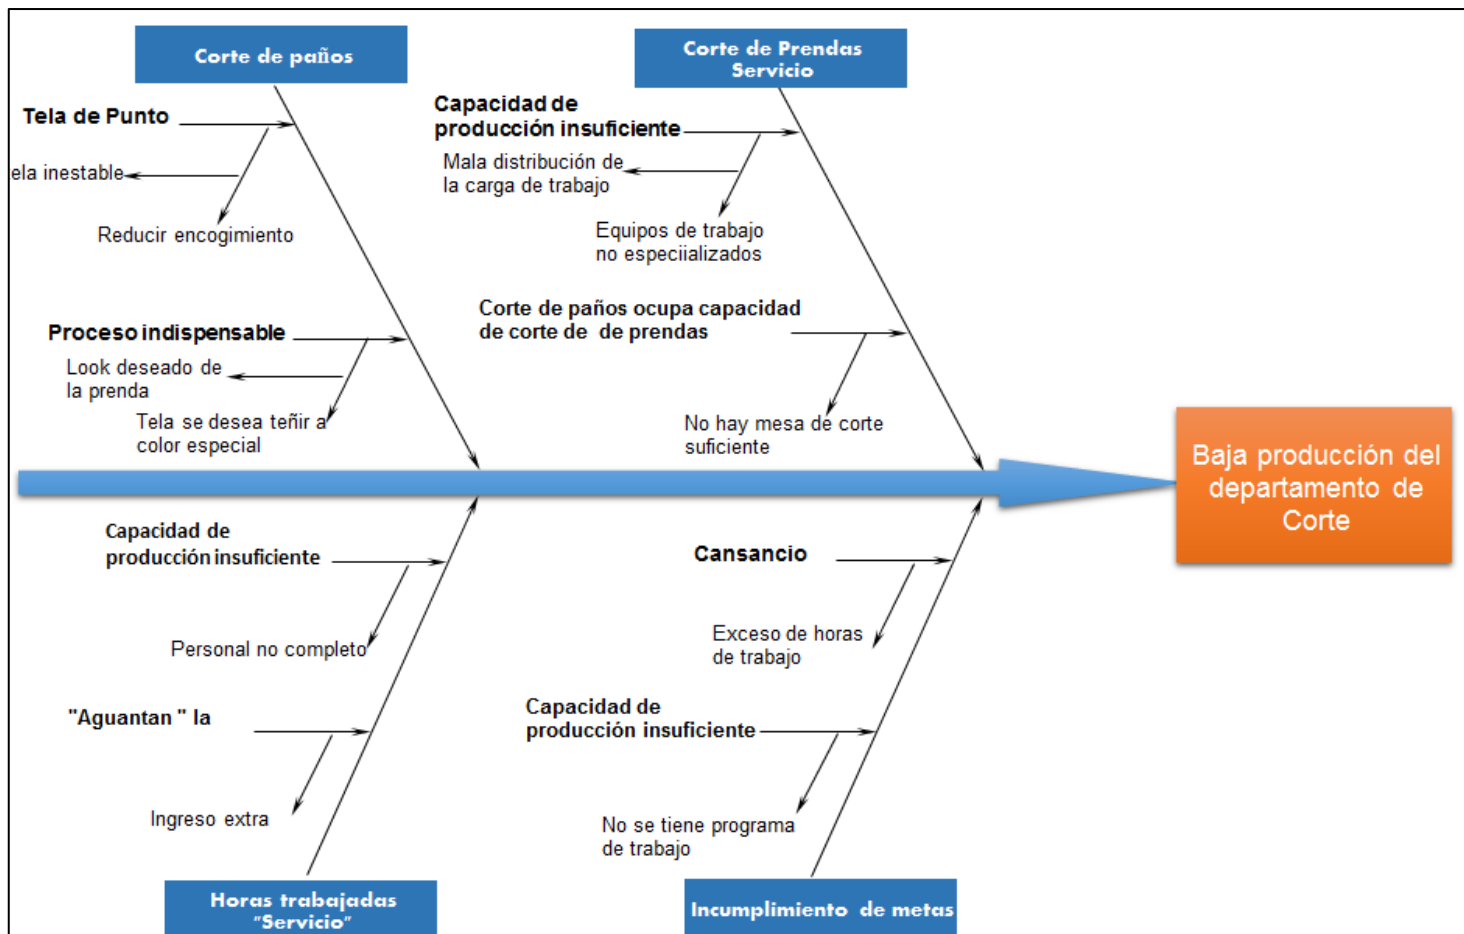 Corte de paños
Corte de Prendas
Servicio
Tela de Punto
ela inestable
Reducir encogimiento
Proceso indispensable
Look deseado de
la prenda
Tela se desea teñir a
color especial
Capacidad de
producción insuficiente
Mala distribución de
la carga de trabajo
Equipos de trabajo
no especiializados
Corte de paños ocupa capacidad
de corte de de prendas
No hay mesa de corte
suficiente
Baja producción del
departamento de
Corte
Capacidad de
producción insuficiente
Personal no completo
"Aguantan " la
Ingreso extra
Cansancio
Exceso de horas
de trabajo
Capacidad de
producción insuficiente
No se tiene programa
de trabajo
Horas trabajadas
"Servicio"
Incumplimiento de metas